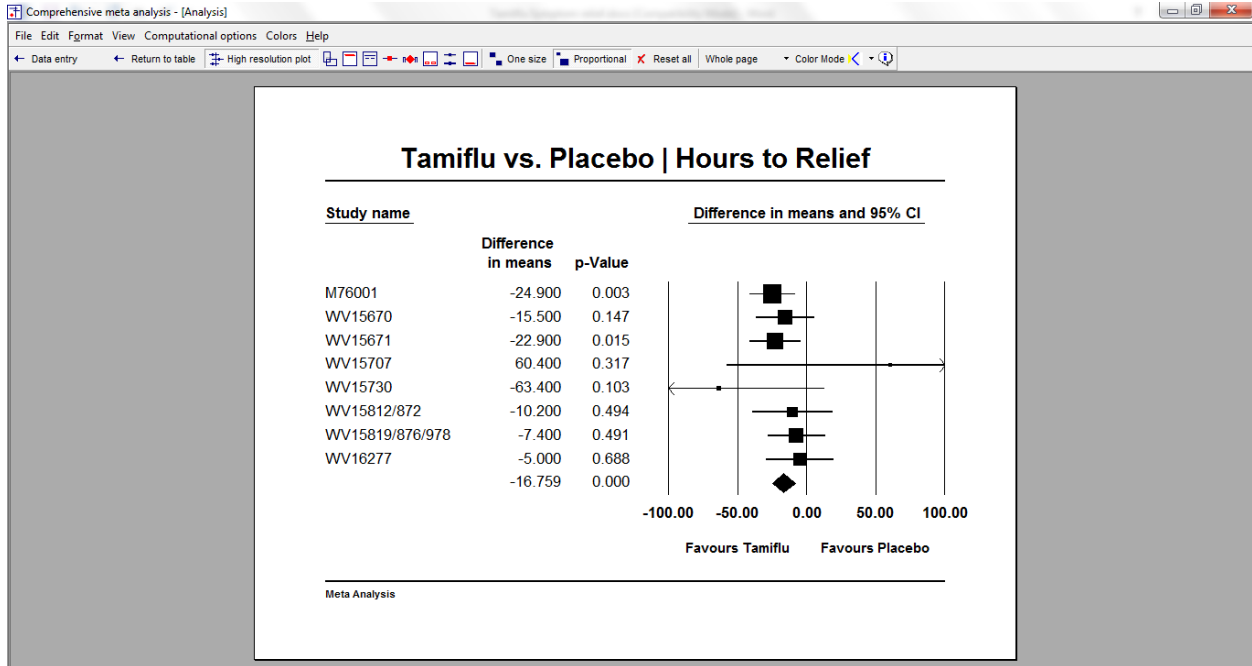 Comprehensive meta analysis - [Analysis]
File Edit Format View Computational options Colors Help
Data entry Return to table High resolution plot One size Proportional Reset all Whole page Color Mode
Tamiflu vs. Placebo | Hours to Relief
Study name Difference in means and 95% CI
Difference
in means p-Value
M76001 -24.900 0.003
WV15670 -15.500 0.147
WV15671 -22.900 0.015
WV15707 60.400 0.317
WV15730 -63.400 0.103
WV15812/872 -10.200 0.494
WV15819/876/978 -7.400 0.491
WV16277 -5.000 0.688
-16.759 0.000
-100.00 -50.00 0.00 50.00 100.00
Favours Tamiflu Favours Placebo
Meta Analysis